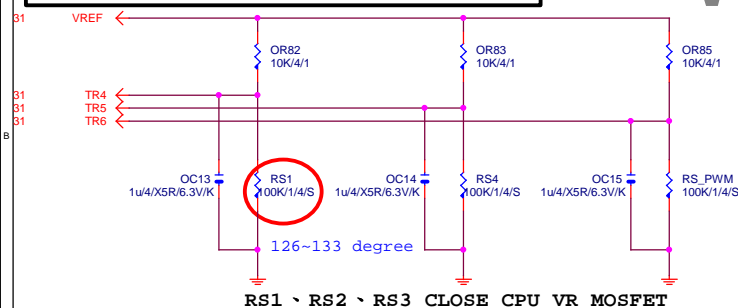 31 VREF
OR82
10K/4/1
OR83
10K/4/1
OR85
10K/4/1
31 TR4
31 TR5
31 TR6
B
OC13
1u/4/X5R/6.3V/K
RS1
100K/1/4/S
OC14
1u/4/X5R/6.3V/K
RS4
100K/1/4/S
OC15
1u/4/X5R/6.3V/K
RS_PWM
100K/1/4/S
126~133 degree
RS1、RS2、RS3 CLOSE CPU VR MOSFET